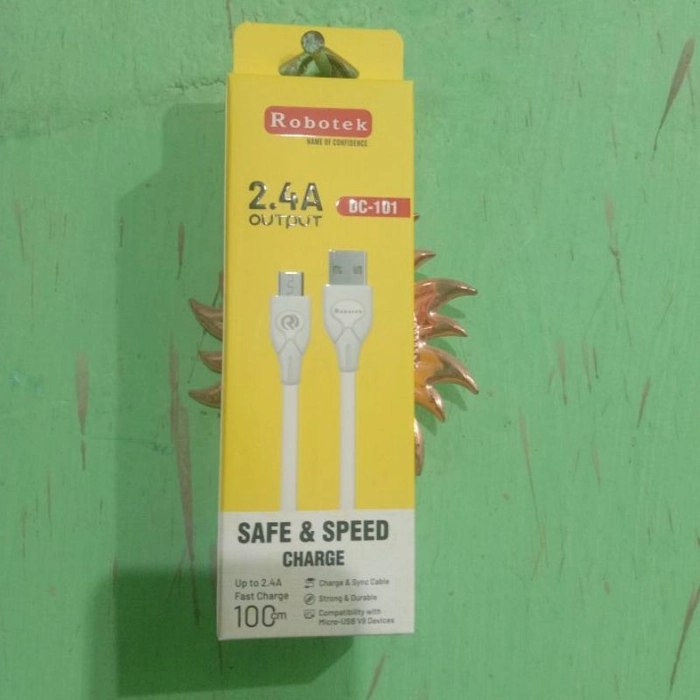 Robotek
NAME OF CONFIDENCE
2.4A
OUTPUT
DC-101
Robotek
SAFE & SPEED
CHARGE
Up to 2.4A
Fast Charge
100cm
Charge & Sync Cable
Strong & Durable
Compatibility with
Micro-USB V8 Devices